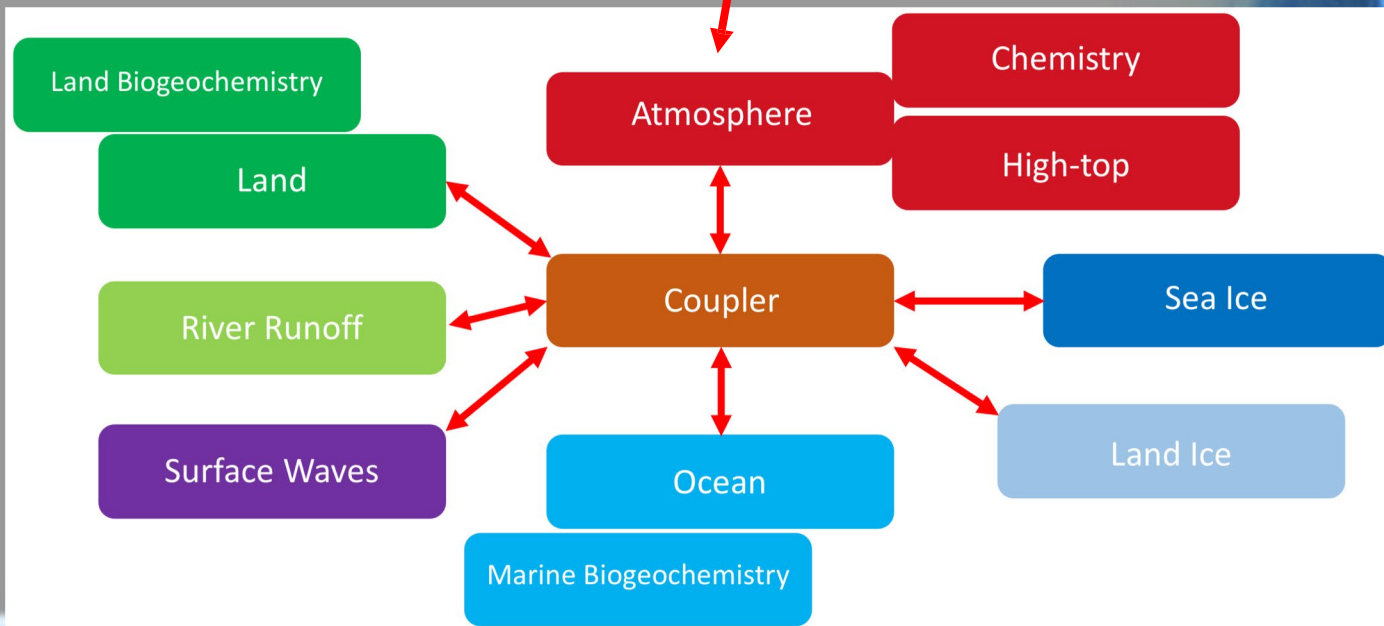 Land Biogeochemistry
Land
River Runoff
Surface Waves
Atmosphere
Chemistry
High-top
Coupler
Sea Ice
Land Ice
Ocean
Marine Biogeochemistry